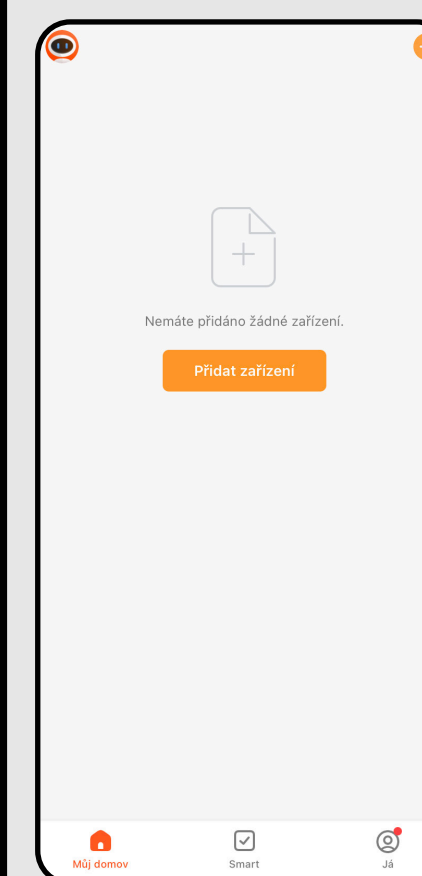 Nemáte přidáno žádné zařízení.
Přidat zařízení
Můj domov
Smart
Já